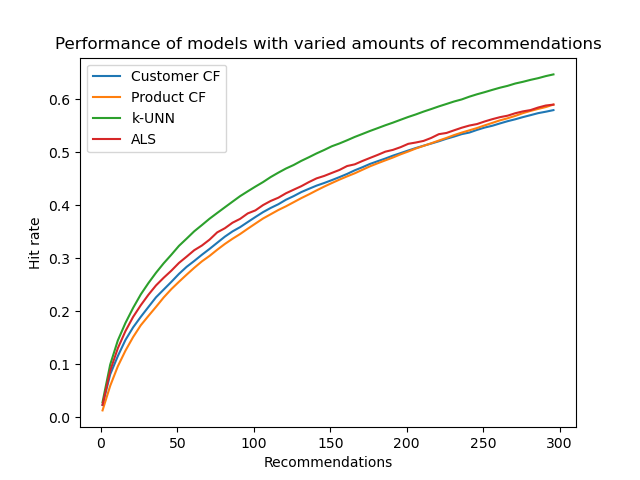 Performance of models with varied amounts of recommendations
Customer CF
Product CF
k-UNN
ALS
Hit rate
0.6
0.5
0.4
0.3
0.2
0.1
0.0
0 50 100 150 200 250 300
Recommendations